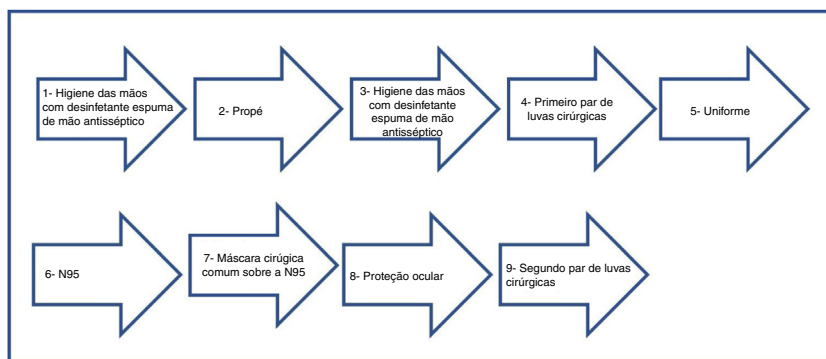 1- Higiene das mãos
com desinfetante espuma
de mão antisséptico
2- Propé
3- Higiene das mãos
com desinfetante
espuma de mão
antisséptico
4- Primeiro par de
luvas cirúrgicas
5- Uniforme
6- N95
7- Máscara cirúgica
comum sobre a N95
8- Proteção ocular
9- Segundo par de luvas
cirúrgicas